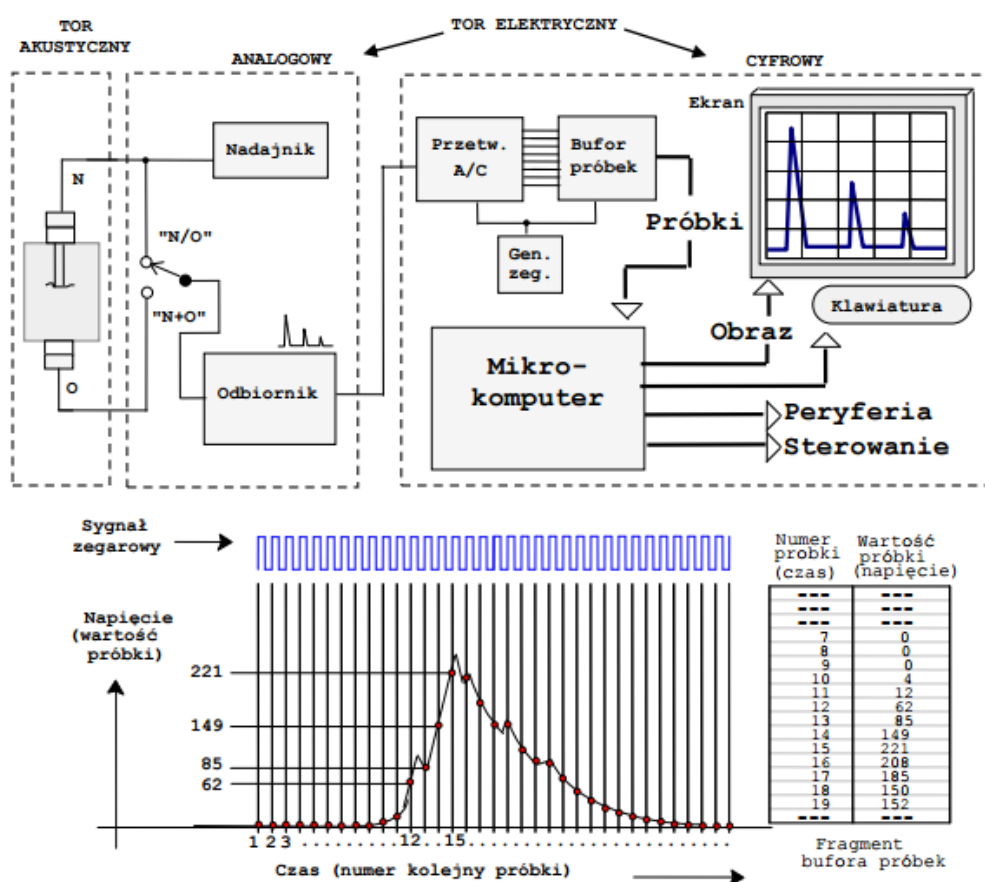 TOR
AKUSTYCZNY
TOR ELEKTRYCZNY
ANALOGOWY
CYFROWY
Nadajnik
N
"N/O"
"N+O"
O
Odbiornik
Przetw.
A/C
Bufor
próbek
Gen.
zeg.
Próbki
Ekran
Klawiatura
Obraz
Mikro-
komputer
Peryferia
Sterowanie
Sygnał
zegarowy
Napięcie
(wartość
próbki)
221
149
85
62
1 2 3 12 15
Czas (numer kolejny próbki)
Numer Wartość
probki próbki
(czas) (napięcie)
--- ---
--- ---
--- ---
7 0
8 0
9 0
10 4
11 12
12 62
13 85
14 149
15 221
16 208
17 185
18 150
19 152
--- ---
Fragment
bufora próbek